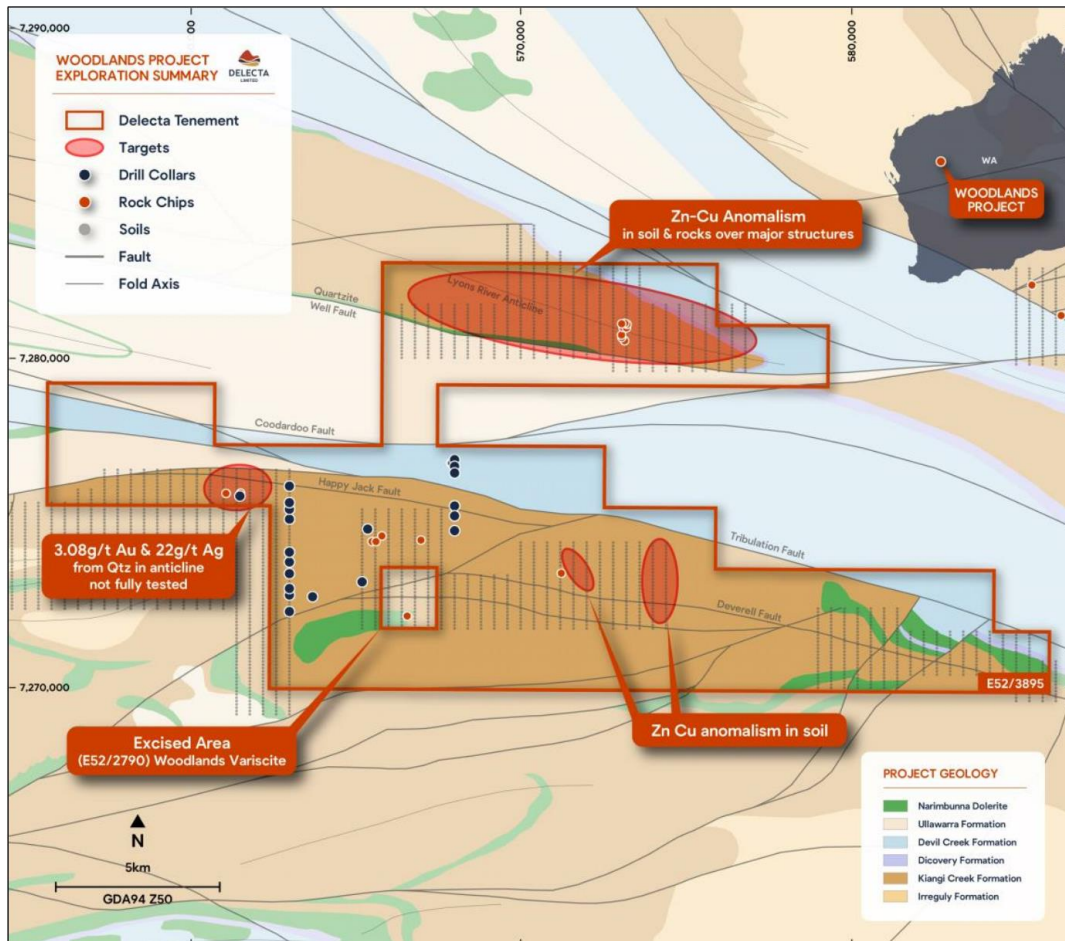 7,290,000
00
570,000
580,000
WOODLANDS PROJECT
EXPLORATION SUMMARY
DELECTA
LIMITED
Delecta Tenement
Targets
Drill Collars
Rock Chips
Soils
Fault
Fold Axis
WA
WOODLANDS
PROJECT
Zn-Cu Anomalism
in soil & rocks over major structures
Lyons River Anticline
Quartzite
Well Fault
7,280,000
Coodardoo Fault
Happy Jack Fault
3.08g/t Au & 22g/t Ag
from Qtz in anticline
not fully tested
Tribulation Fault
Deverell Fault
7,270,000
E52/3895
Excised Area
(E52/2790) Woodlands Variscite
Zn Cu anomalism in soil
N
5km
GDA94 Z50
PROJECT GEOLOGY
Narimbunna Dolerite
Ullawarra Formation
Devil Creek Formation
Dicovery Formation
Kiangi Creek Formation
Irreguly Formation